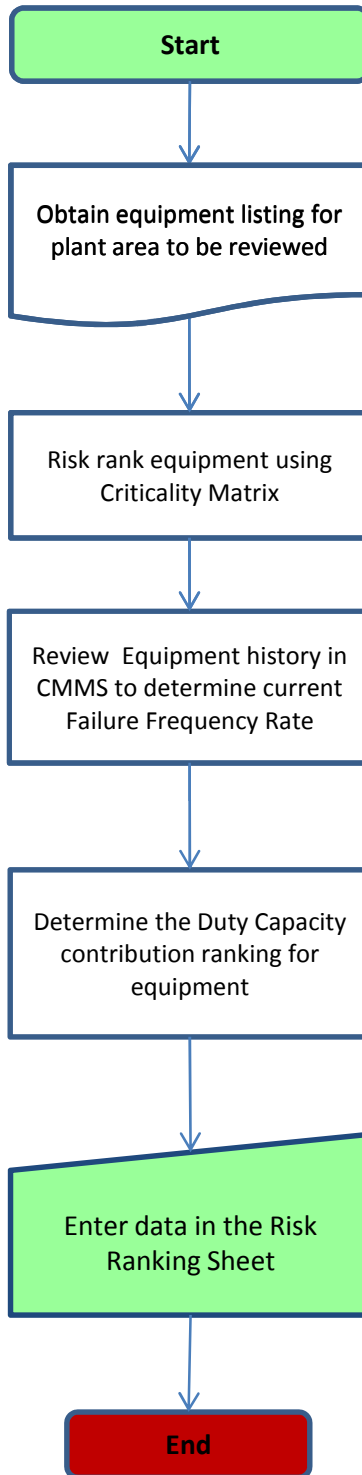 Start
Obtain equipment listing for
plant area to be reviewed
Risk rank equipment using
Criticality Matrix
Review  Equipment history in
CMMS to determine current
Failure Frequency Rate
Determine the Duty Capacity
contribution ranking for
equipment
Enter data in the Risk
Ranking Sheet
End